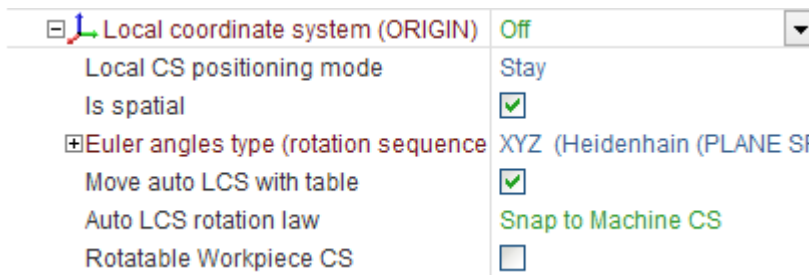 Local coordinate system (ORIGIN) Off
Local CS positioning mode Stay
Is spatial
Euler angles type (rotation sequence XYZ (Heidenhain (PLANE
Move auto LCS with table
Auto LCS rotation law Snap to Machine CS
Rotatable Workpiece CS